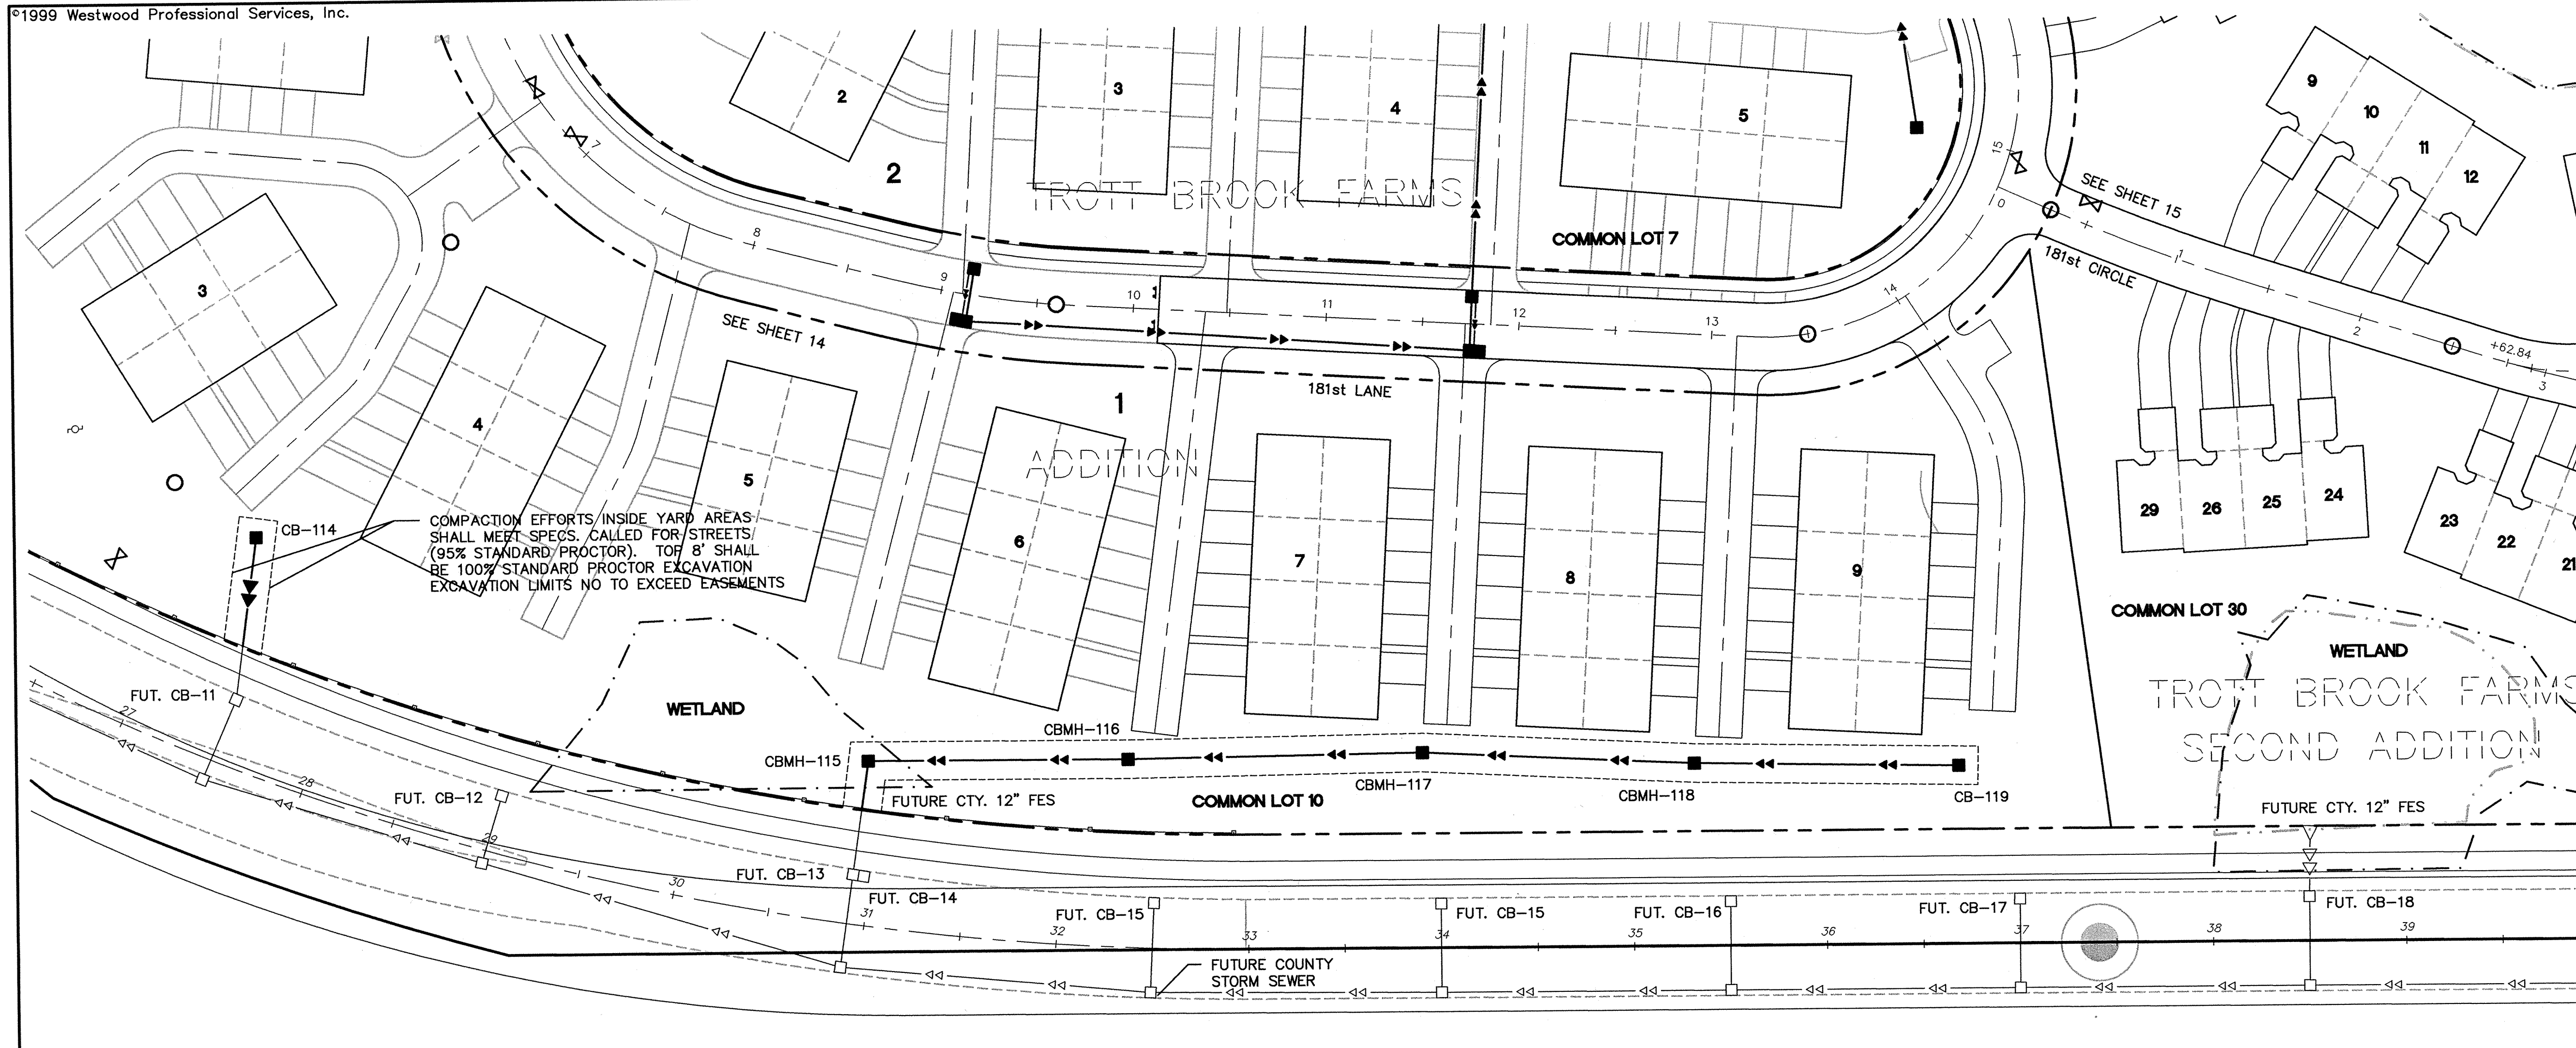 ©1999 Westwood Professional Services, Inc.
2
3
4
5
9
10
11
12
7
2
TROTT BROOK FARMS
COMMON LOT 7
15
0
SEE SHEET 15
181st CIRCLE
1
2
+62.84
3
8
9
10
11
12
13
14
SEE SHEET 14
181st LANE
1
ADDITION
3
4
5
6
7
8
9
29
26
25
24
23
22
21
CB-114
COMPACTION EFFORTS INSIDE YARD AREAS
SHALL MEET SPECS. CALLED FOR STREETS
(95% STANDARD PROCTOR). TOP 8' SHALL
BE 100% STANDARD PROCTOR EXCAVATION
EXCAVATION LIMITS NO TO EXCEED EASEMENTS
COMMON LOT 30
WETLAND
TROTT BROOK FARMS
SECOND ADDITION
FUTURE CTY. 12" FES
FUT. CB-11
WETLAND
CBMH-116
CBMH-115
CBMH-117
CBMH-118
CB-119
FUTURE CTY. 12" FES
COMMON LOT 10
27
28
FUT. CB-12
29
FUT. CB-13
30
FUT. CB-14
31
FUT. CB-15
FUT. CB-15
FUT. CB-16
FUT. CB-17
FUT. CB-18
32
33
34
35
36
37
38
39
FUTURE COUNTY
STORM SEWER